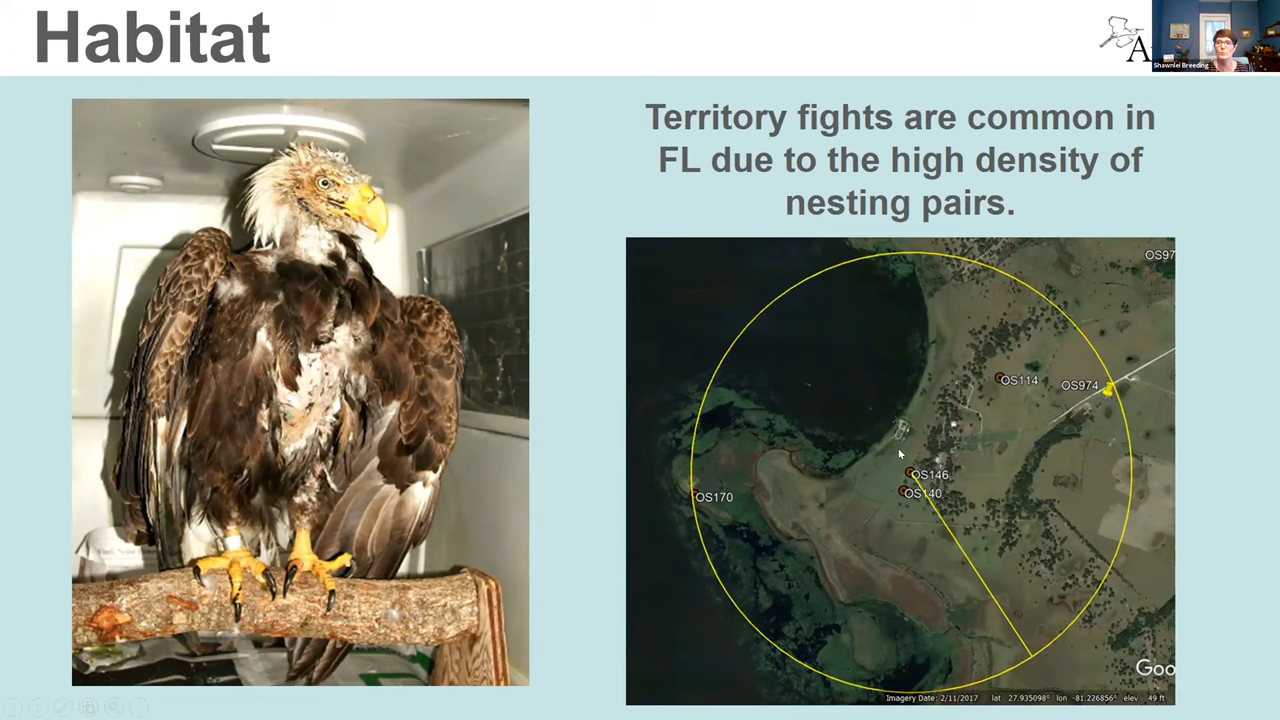 Habitat
Shawnlei Breeding
Territory fights are common in
FL due to the high density of
nesting pairs.
OS97
OS114
OS974
OS146
OS140
OS170
Goo
Imagery Date: 2/11/2017 lat 27.935098° lon -81.226856° elev 49 ft